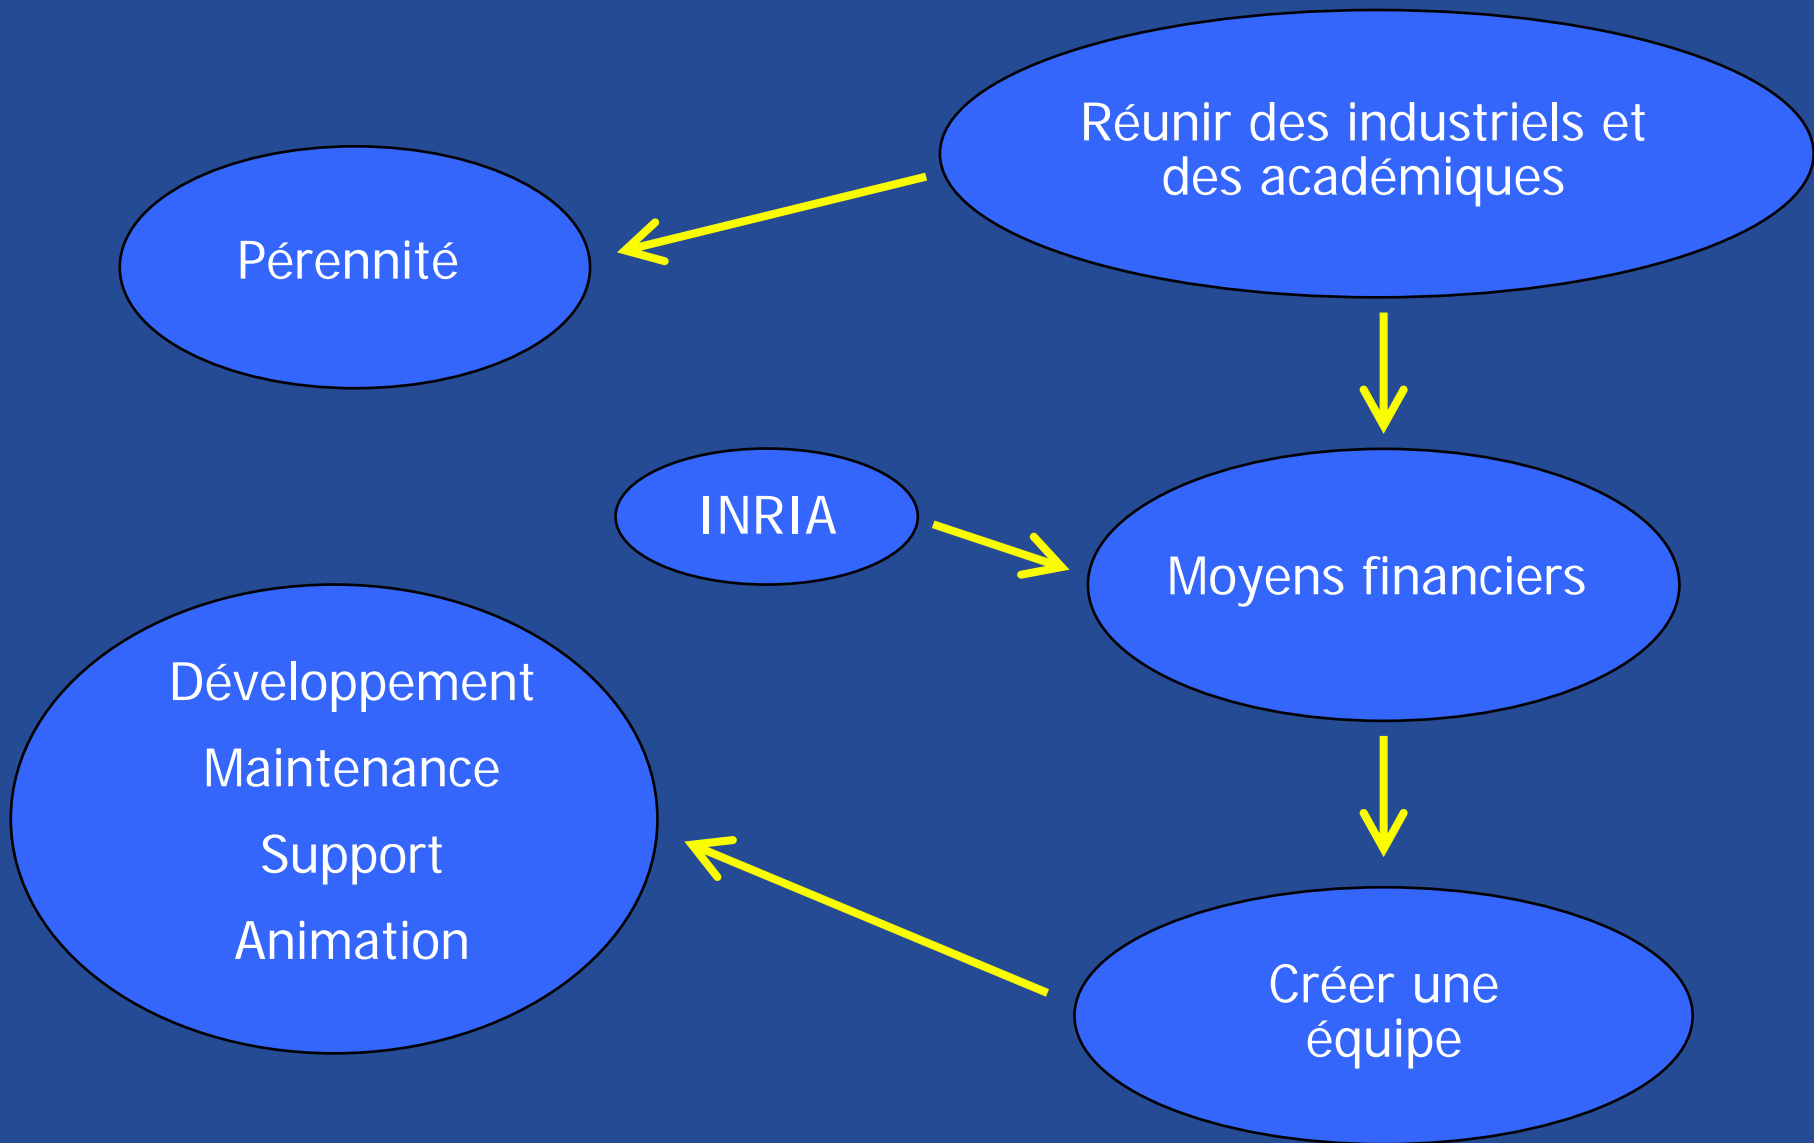 Réunir des industriels et
des académiques
Pérennité
INRIA
Moyens financiers
Développement
Maintenance
Support
Animation
Créer une
équipe